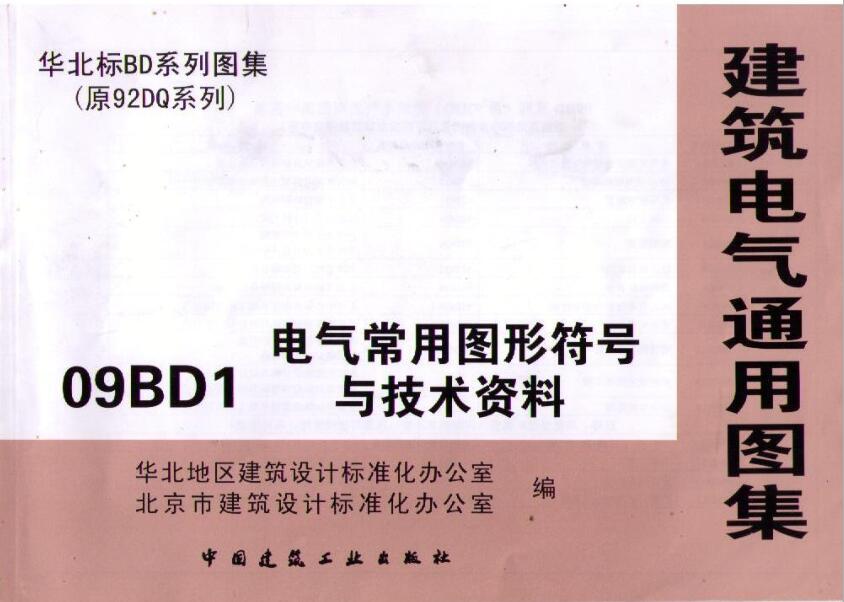 华北标BD系列图集
(原92DQ系列)
建筑电气通用图集
09BD1
电气常用图形符号
与技术资料
华北地区建筑设计标准化办公室
北京市建筑设计标准化办公室
编
中国建筑工业出版社